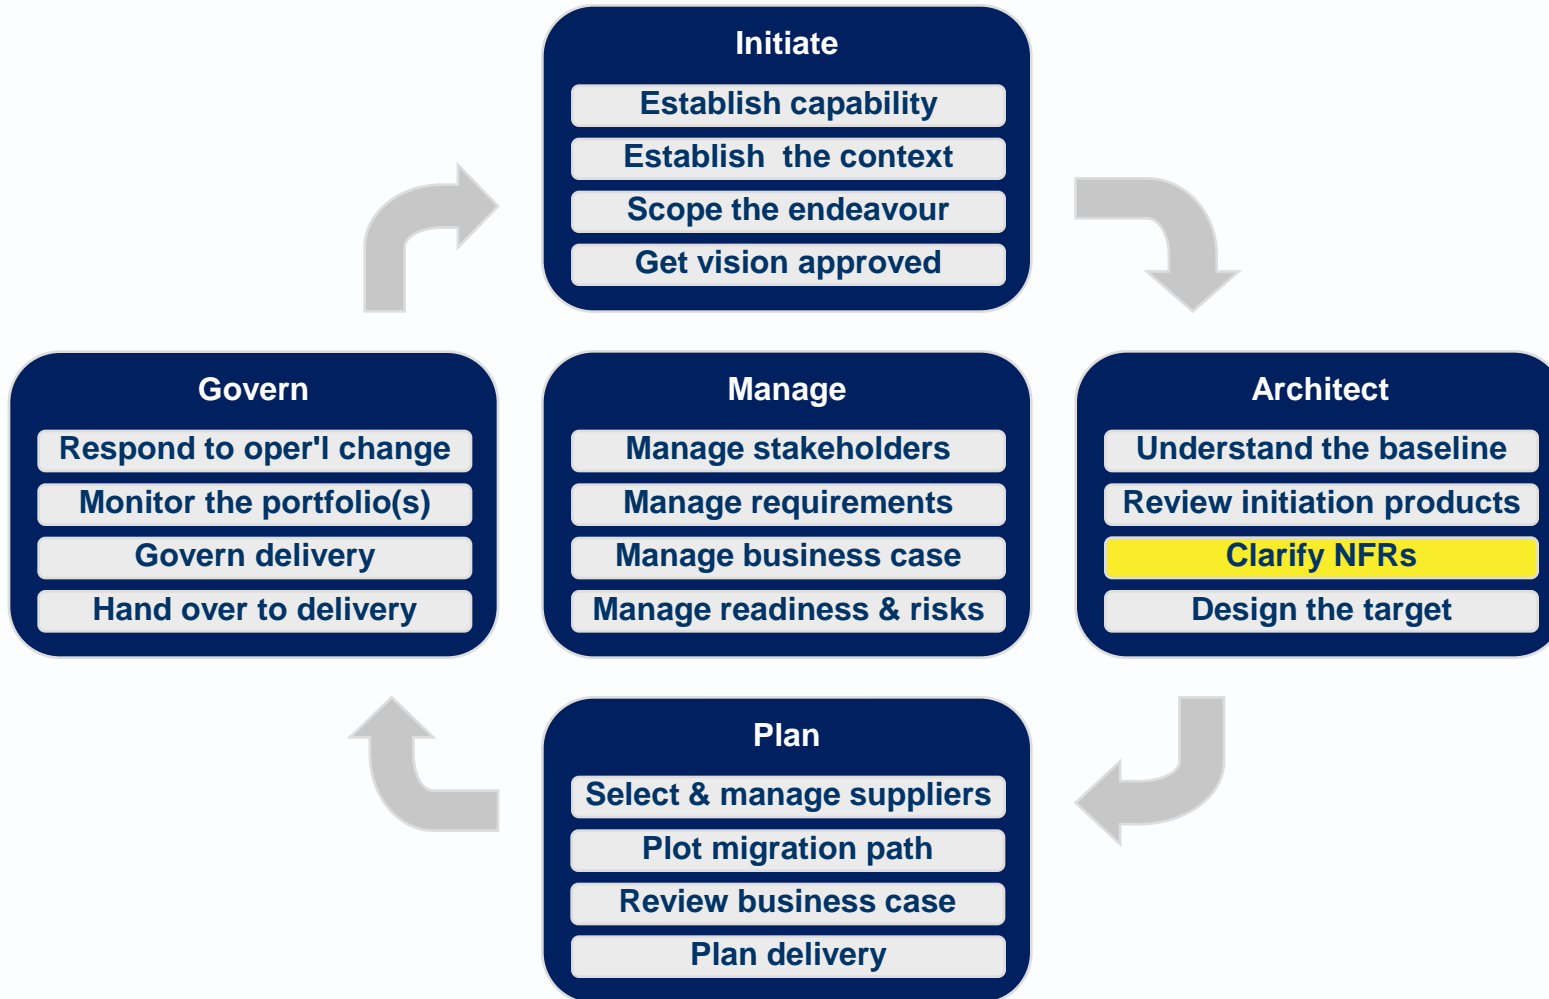 Initiate
Establish capability
Establish  the context
Scope the endeavour
Get vision approved
Govern
Respond to oper'l change
Monitor the portfolio(s)
Govern delivery
Hand over to delivery
Manage
Manage stakeholders
Manage requirements
Manage business case
Manage readiness & risks
Architect
Understand the baseline
Review initiation products
Clarify NFRs
Design the target
Plan
Select & manage suppliers
Plot migration path
Review business case
Plan delivery